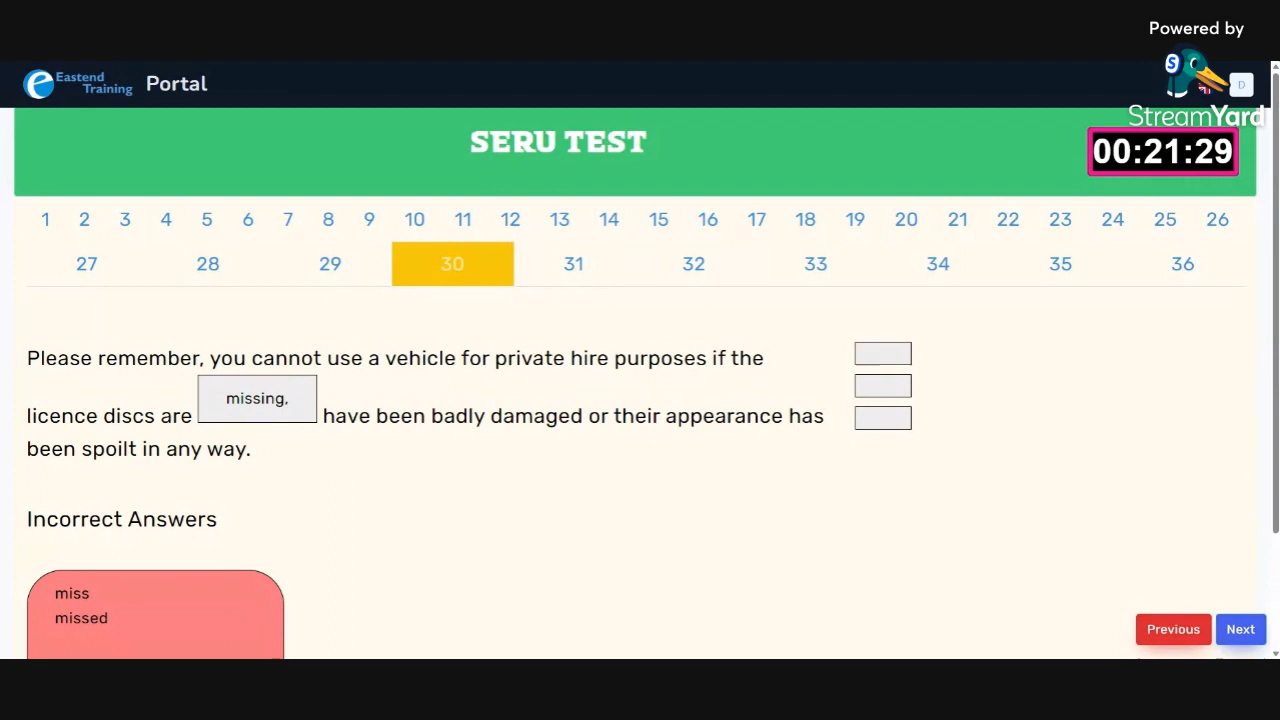 Powered by
Eastend
Training
Portal
D
StreamYard
SERU TEST
00:21:29
1 2 3 4 5 6 7 8 9 10 11 12 13 14 15 16 17 18 19 20 21 22 23 24 25 26
27 28 29 30 31 32 33 34 35 36
Please remember, you cannot use a vehicle for private hire purposes if the
licence discs are missing, have been badly damaged or their appearance has
been spoilt in any way.
Incorrect Answers
miss
missed
Previous Next